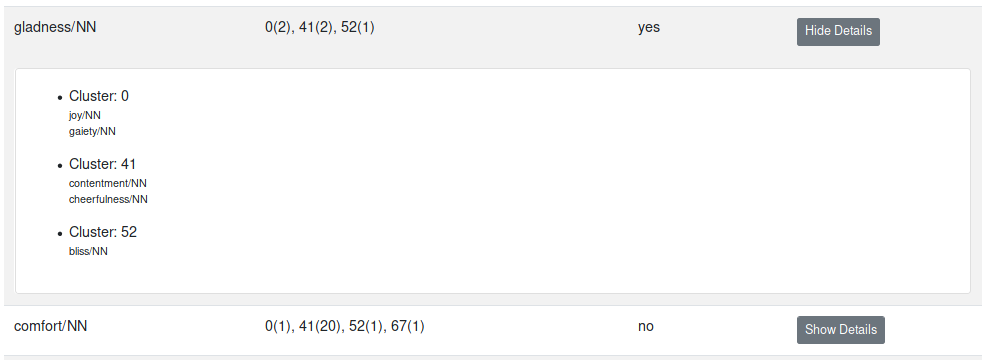 gladness/NN 0(2), 41(2), 52(1) yes Hide Details
• Cluster: 0
joy/NN
gaiety/NN
• Cluster: 41
contentment/NN
cheerfulness/NN
• Cluster: 52
bliss/NN
comfort/NN 0(1), 41(20), 52(1), 67(1) no Show Details